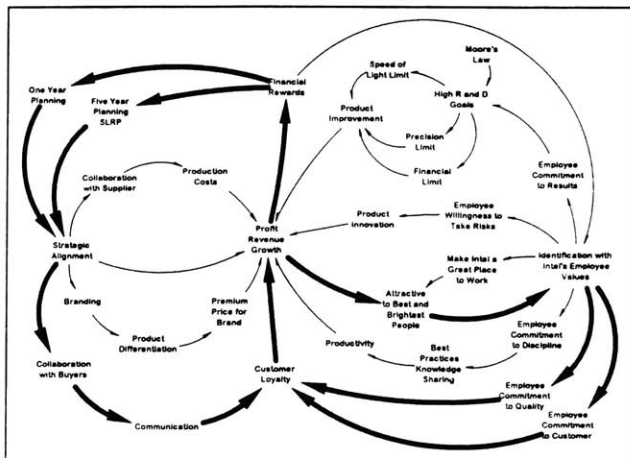 Moore's
Law
Speed of
Light Limit
Financial
Rewards
One Year
Planning
Five Year
Planning
SLRP
High R and D
Goals
Product
Improvement
Precision
Limit
Financial
Limit
Employee
Commitment
to Results
Collaboration
with Supplier
Production
Costs
Employee
Willingness to
Take Risks
Product
Innovation
Profit
Revenue
Growth
Strategic
Alignment
Make Intel a
Great Place
to Work
Identification with
Intel's Employee
Values
Branding
Premium
Price for
Brand
Attractive
to Best and
Brightest
People
Product
Differentiation
Productivity
Best
Practices
Knowledge
Sharing
Employee
Commitment
to Discipline
Collaboration
with Buyers
Customer
Loyalty
Employee
Commitment
to Quality
Communication
Employee
Commitment
to Customer